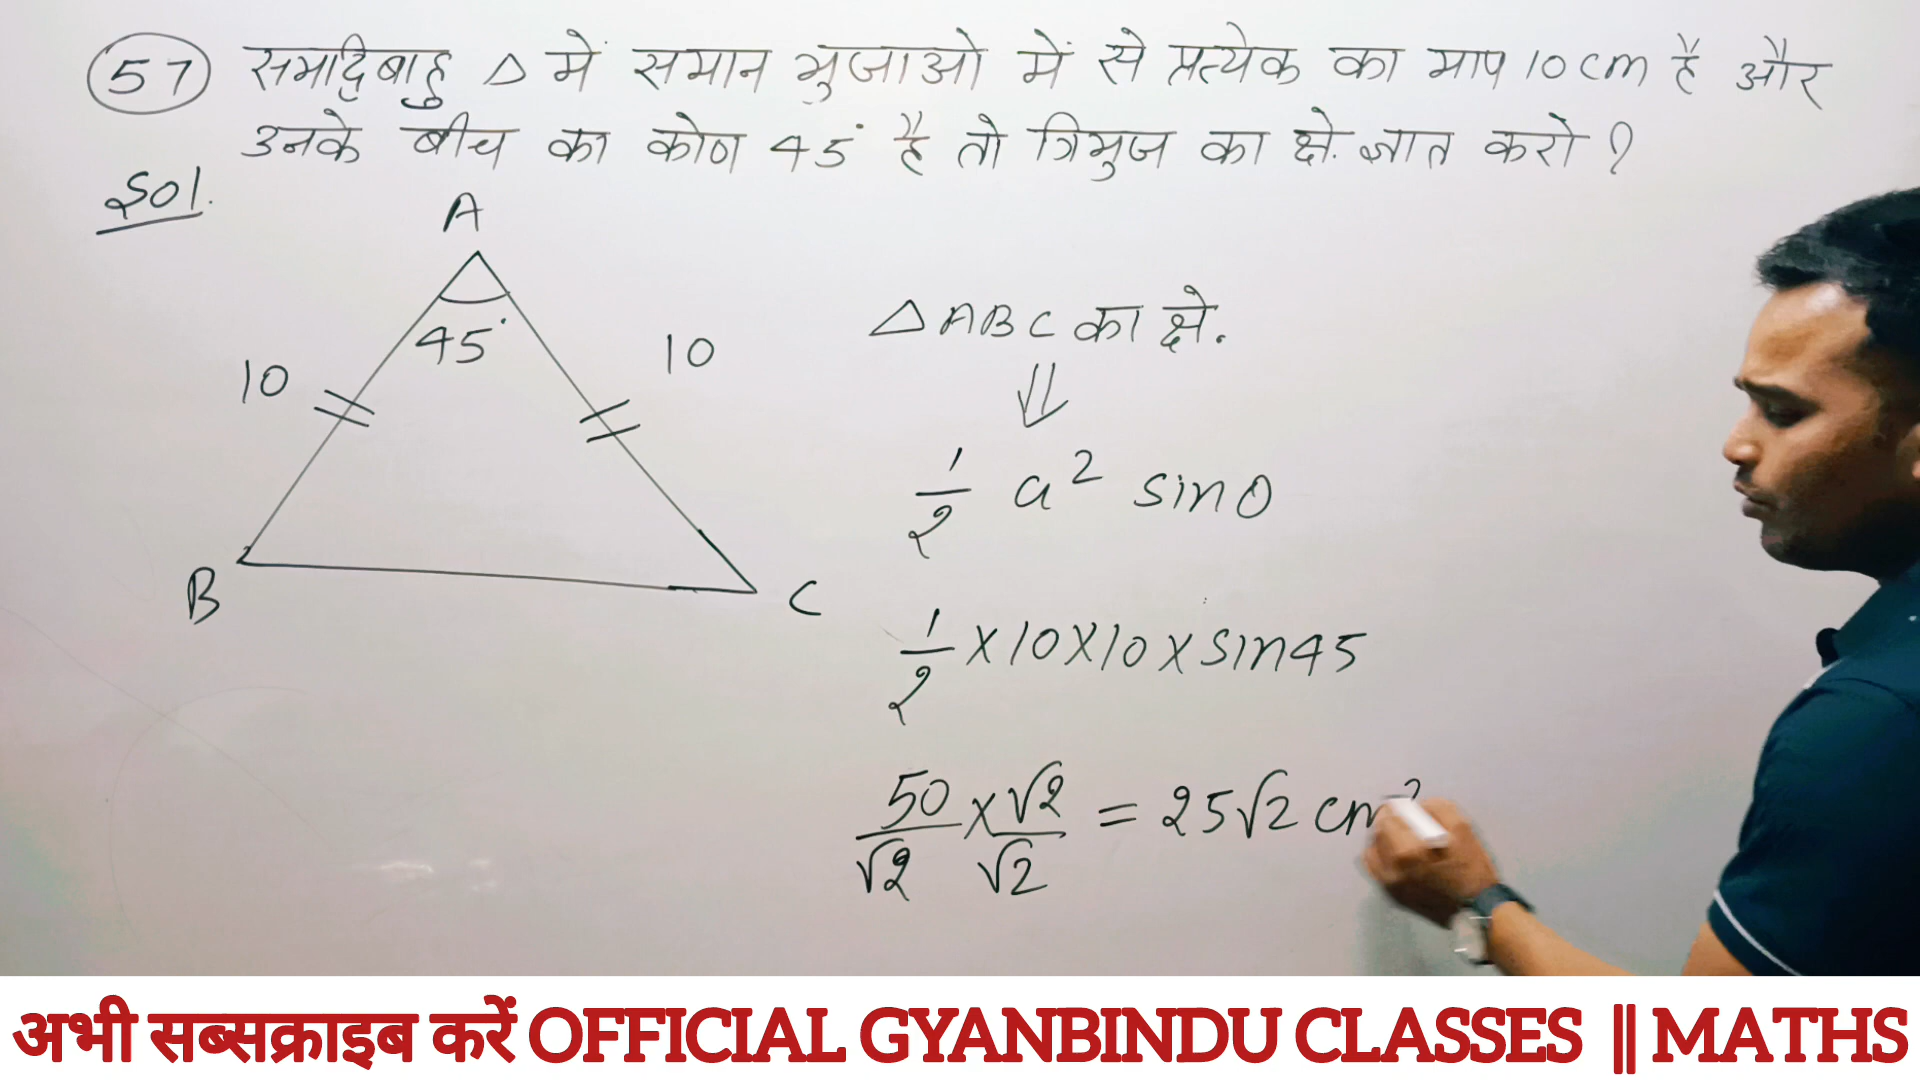 57 समद्विबाहु △ में समान भुजाओ में से प्रत्येक का माप 10 cm है और
उनके बीच का कोण 45° है तो त्रिभुज का क्षे. ज्ञात करो ?
Sol.
A
45°
10
10
B
C
△ABC का क्षे.
⇓
1/2 a² sinθ
1/2 × 10 × 10 × sin45
50/√2 × √2/√2 = 25√2 cm²
अभी सब्सक्राइब करें OFFICIAL GYANBINDU CLASSES || MATHS